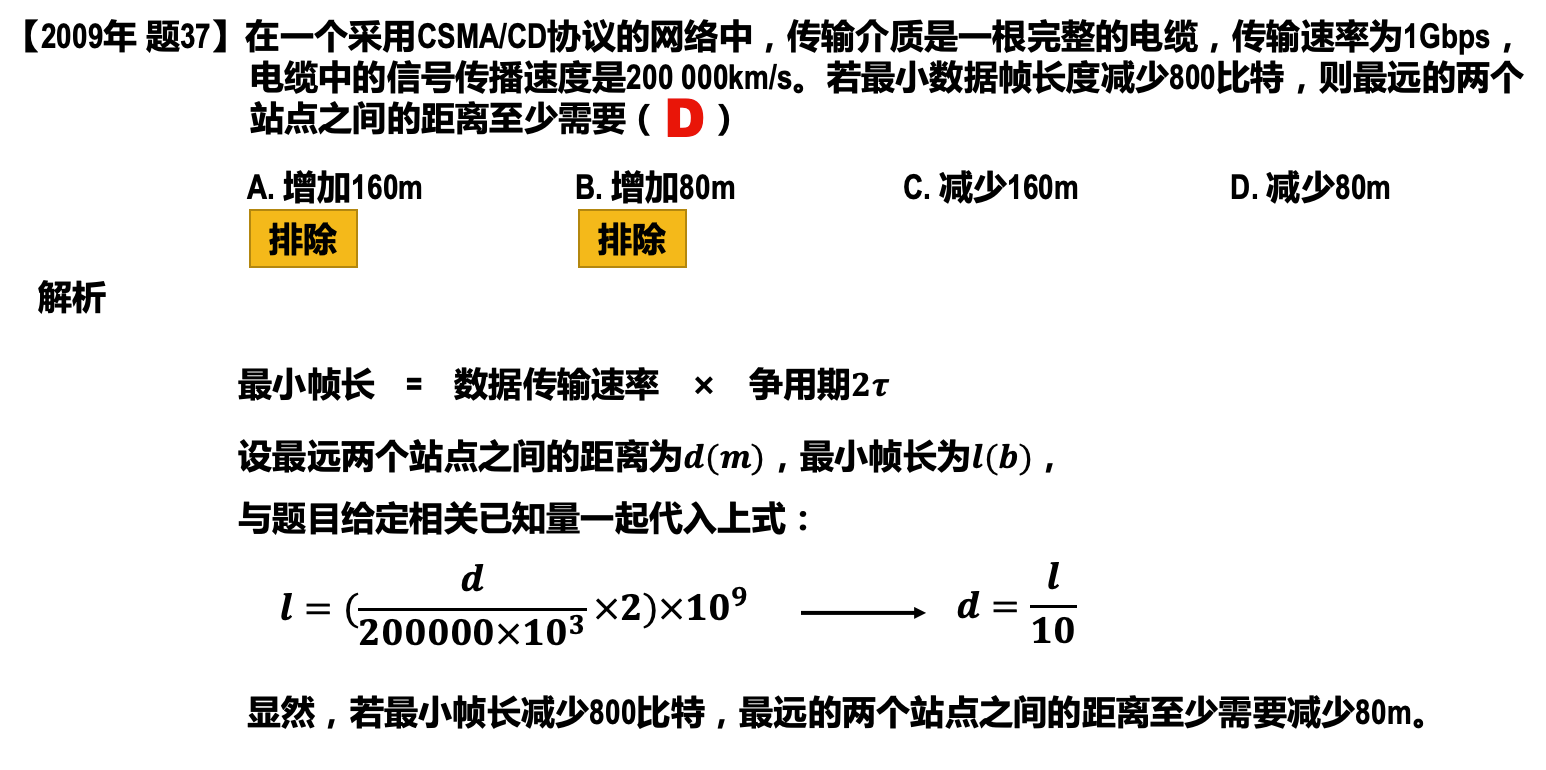 【2009年 题37】在一个采用CSMA/CD协议的网络中，传输介质是一根完整的电缆，传输速率为1Gbps，
电缆中的信号传播速度是200 000km/s。若最小数据帧长度减少800比特，则最远的两个
站点之间的距离至少需要（ D ）
A. 增加160m B. 增加80m C. 减少160m D. 减少80m
排除 排除
解析
最小帧长 = 数据传输速率 × 争用期2τ
设最远两个站点之间的距离为d(m)，最小帧长为l(b)，
与题目给定相关已知量一起代入上式：
l = (d/200000×10³ ×2)×10⁹ → d = l/10
显然，若最小帧长减少800比特，最远的两个站点之间的距离至少需要减少80m。